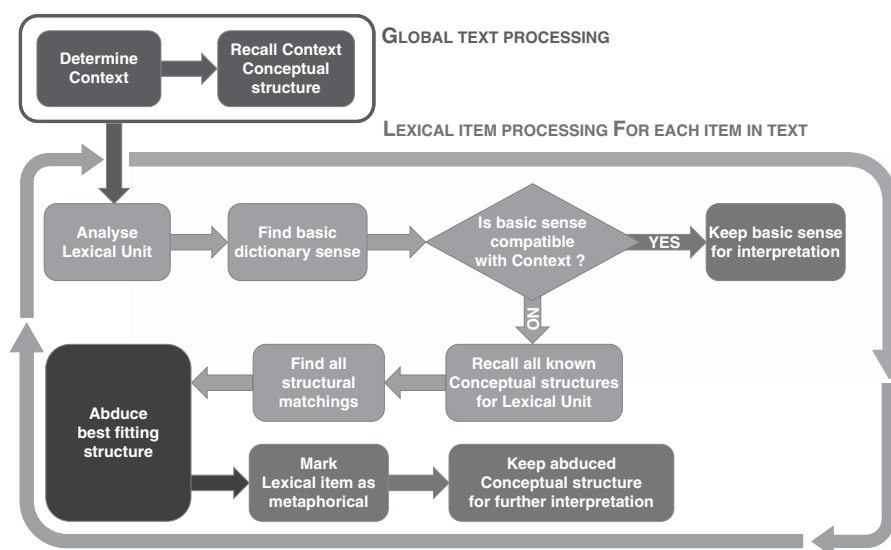 GLOBAL TEXT PROCESSING
Determine
Context
Recall Context
Conceptual
structure
LEXICAL ITEM PROCESSING FOR EACH ITEM IN TEXT
Analyse
Lexical Unit
Find basic
dictionary sense
Is basic sense
compatible
with Context ?
YES
Keep basic sense
for interpretation
NO
Recall all known
Conceptual structures
for Lexical Unit
Find all
structural
matchings
Abduce
best fitting
structure
Mark
Lexical item as
metaphorical
Keep abduced
Conceptual structure
for further interpretation